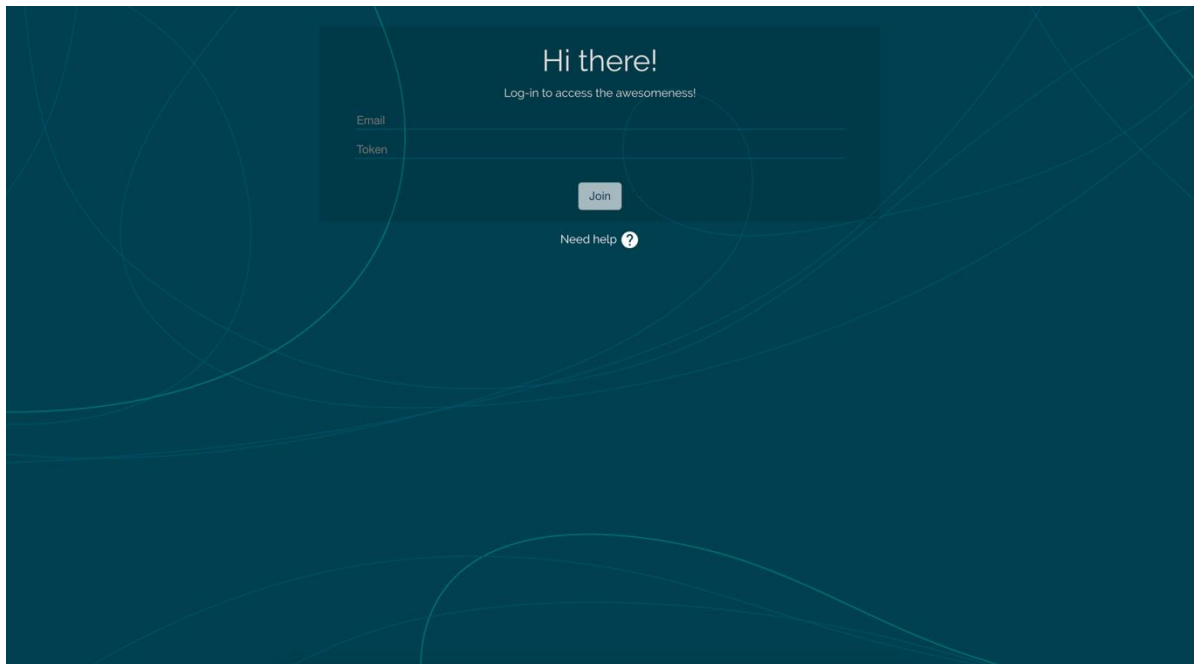 Hi there!
Log-in to access the awesomeness!
Email
Token
Join
Need help ?